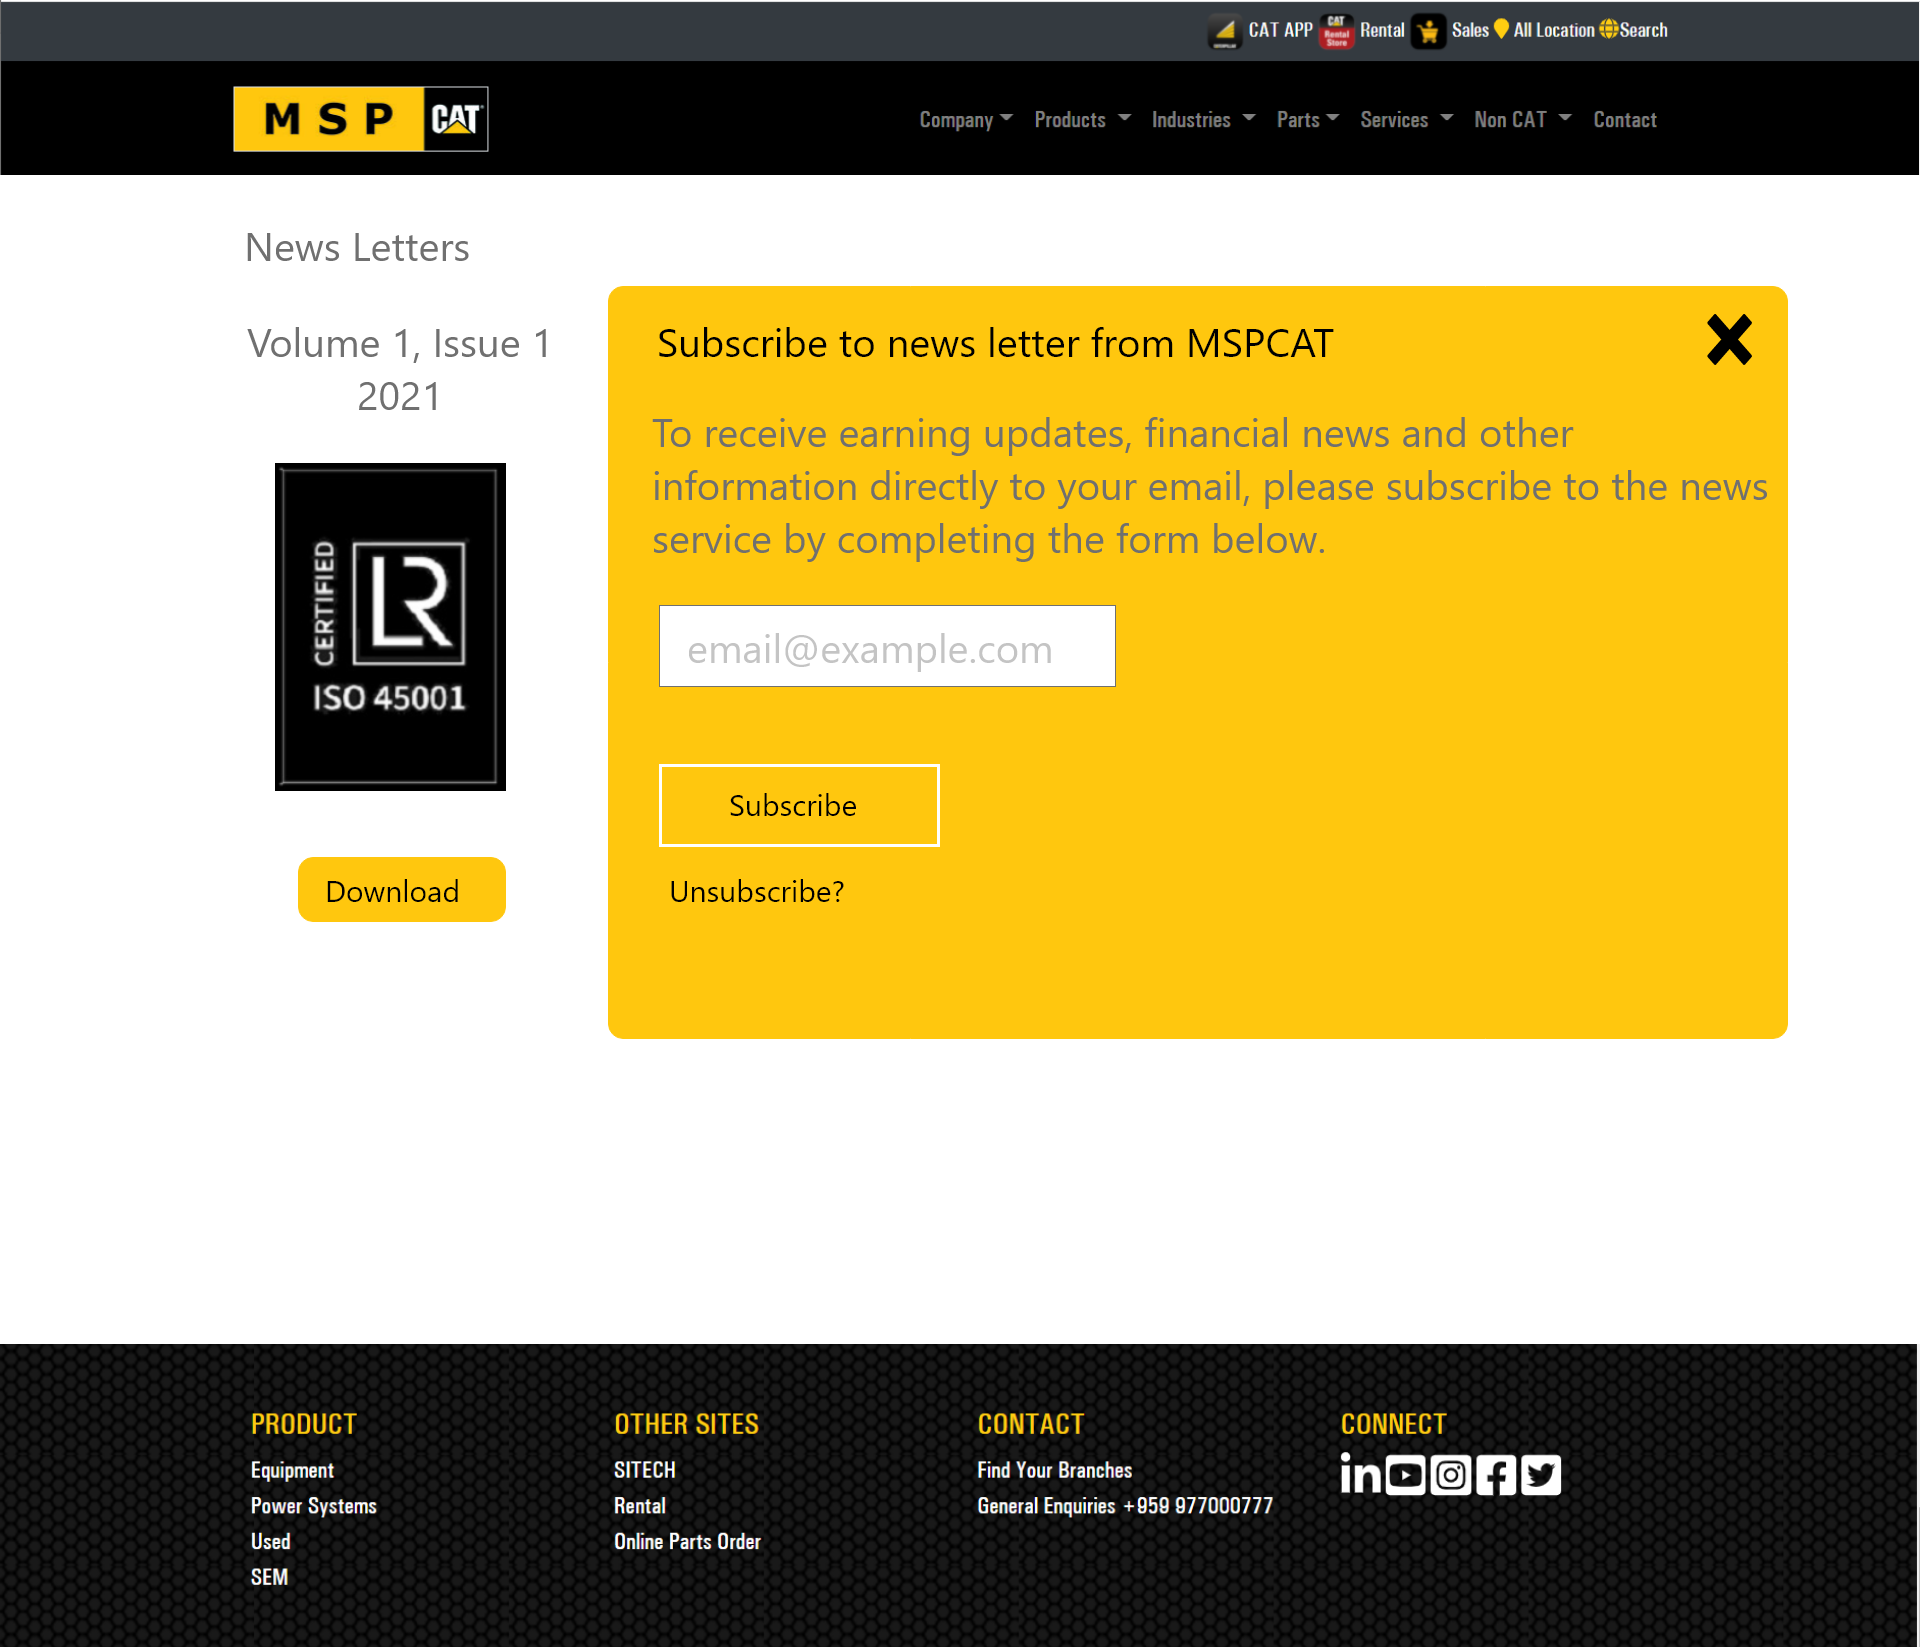 CAT APP CAT Rental Store Rental Sales All Location Search
M S P CAT
Company Products Industries Parts Services Non CAT Contact
News Letters
Volume 1, Issue 1
2021
CERTIFIED
LR
ISO 45001
Download
Subscribe to news letter from MSPCAT
To receive earning updates, financial news and other
information directly to your email, please subscribe to the news
service by completing the form below.
email@example.com
Subscribe
Unsubscribe?
PRODUCT
Equipment
Power Systems
Used
SEM
OTHER SITES
SITECH
Rental
Online Parts Order
CONTACT
Find Your Branches
General Enquiries +959 977000777
CONNECT
in